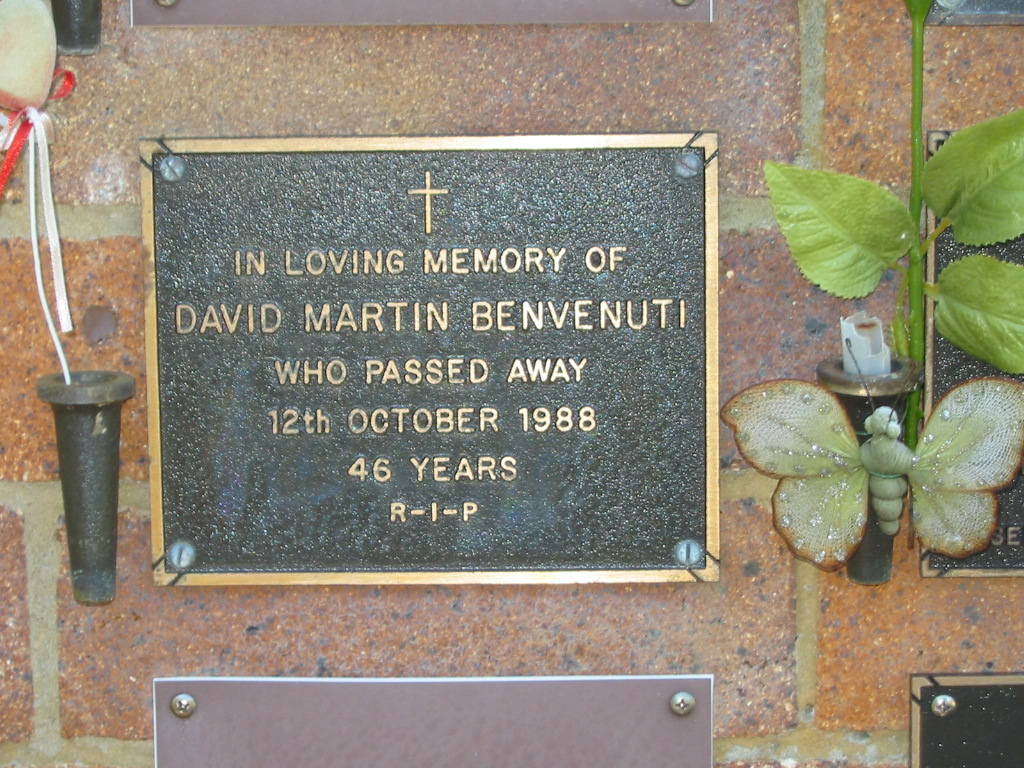 IN LOVING MEMORY OF
DAVID MARTIN BENVENUTI
WHO PASSED AWAY
12th OCTOBER 1988
46 YEARS
R-I-P